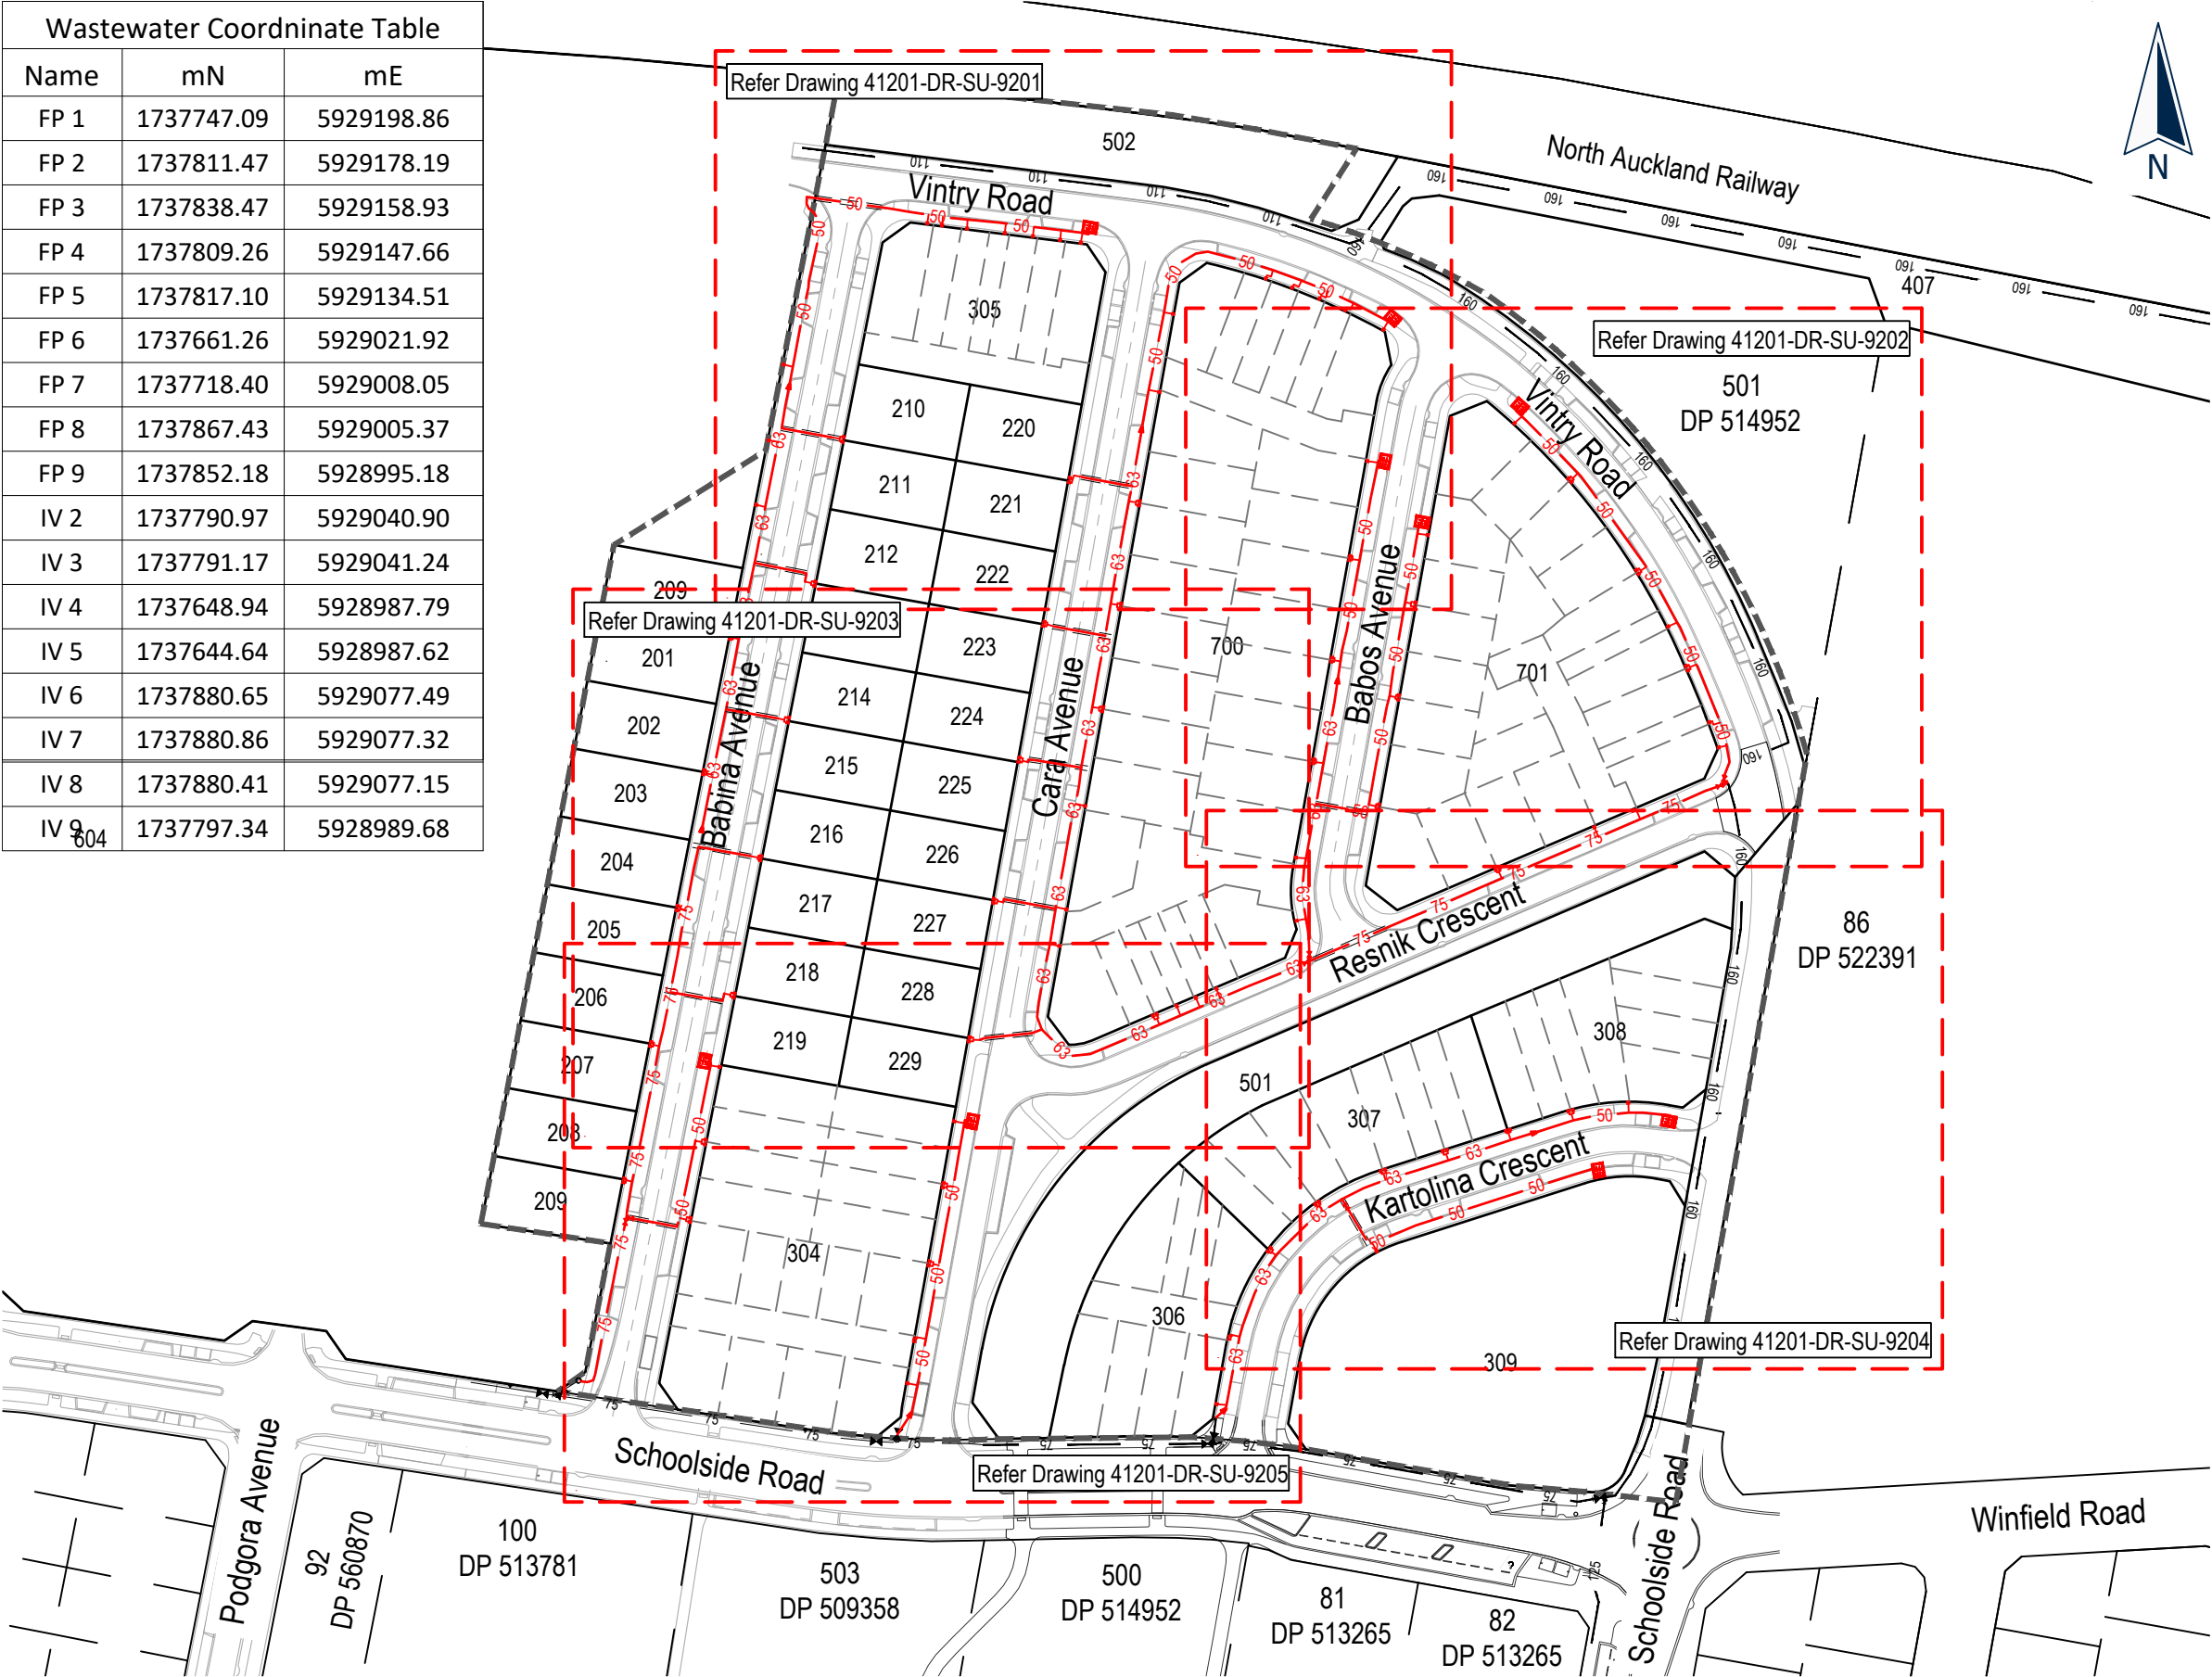 Wastewater Coordninate Table
Name mN mE
FP 1 1737747.09 5929198.86
FP 2 1737811.47 5929178.19
FP 3 1737838.47 5929158.93
FP 4 1737809.26 5929147.66
FP 5 1737817.10 5929134.51
FP 6 1737661.26 5929021.92
FP 7 1737718.40 5929008.05
FP 8 1737867.43 5929005.37
FP 9 1737852.18 5928995.18
IV 2 1737790.97 5929040.90
IV 3 1737791.17 5929041.24
IV 4 1737648.94 5928987.79
IV 5 1737644.64 5928987.62
IV 6 1737880.65 5929077.49
IV 7 1737880.86 5929077.32
IV 8 1737880.41 5929077.15
IV 9 1737797.34 5928989.68
604
Refer Drawing 41201-DR-SU-9201
502
North Auckland Railway
N
Vintry Road
110 110 110 110
160 160 160 160 160 160 160
407
305
Refer Drawing 41201-DR-SU-9202
501
DP 514952
Vintry Road
210
220
211
221
212
222
209
Refer Drawing 41201-DR-SU-9203
223
201
214
224
202
215
225
203
216
226
204
217
227
205
218
228
206
219
229
207
208
209
Babina Avenue
Cara Avenue
Babos Avenue
700
701
Resnik Crescent
86
DP 522391
501
308
307
Kartolina Crescent
304
306
309
Refer Drawing 41201-DR-SU-9204
Refer Drawing 41201-DR-SU-9205
Schoolside Road
Podgora Avenue
92
DP 560870
100
DP 513781
503
DP 509358
500
DP 514952
81
DP 513265
82
DP 513265
125
Schoolside Road
Winfield Road